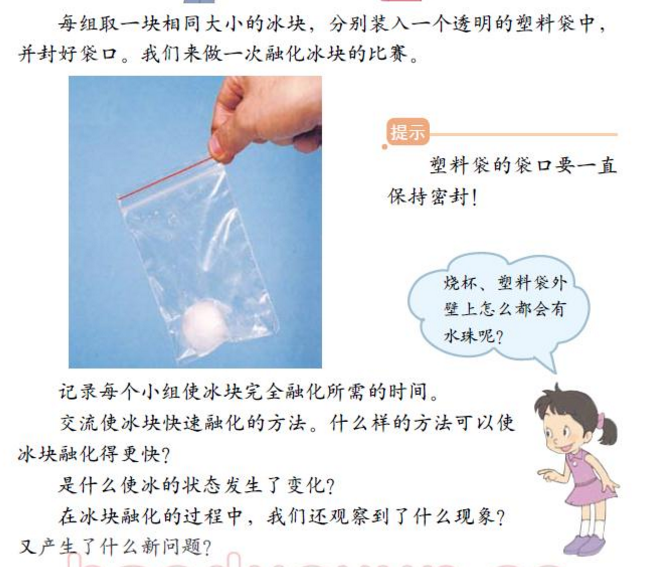 每组取一块相同大小的冰块，分别装入一个透明的塑料袋中，
并封好袋口。我们来做一次融化冰块的比赛。
提示
塑料袋的袋口要一直
保持密封！
烧杯、塑料袋外
壁上怎么都会有
水珠呢？
记录每个小组使冰块完全融化所需的时间。
交流使冰块快速融化的方法。什么样的方法可以使
冰块融化得更快？
是什么使冰的状态发生了变化？
在冰块融化的过程中，我们还观察到了什么现象？
又产生了什么新问题？